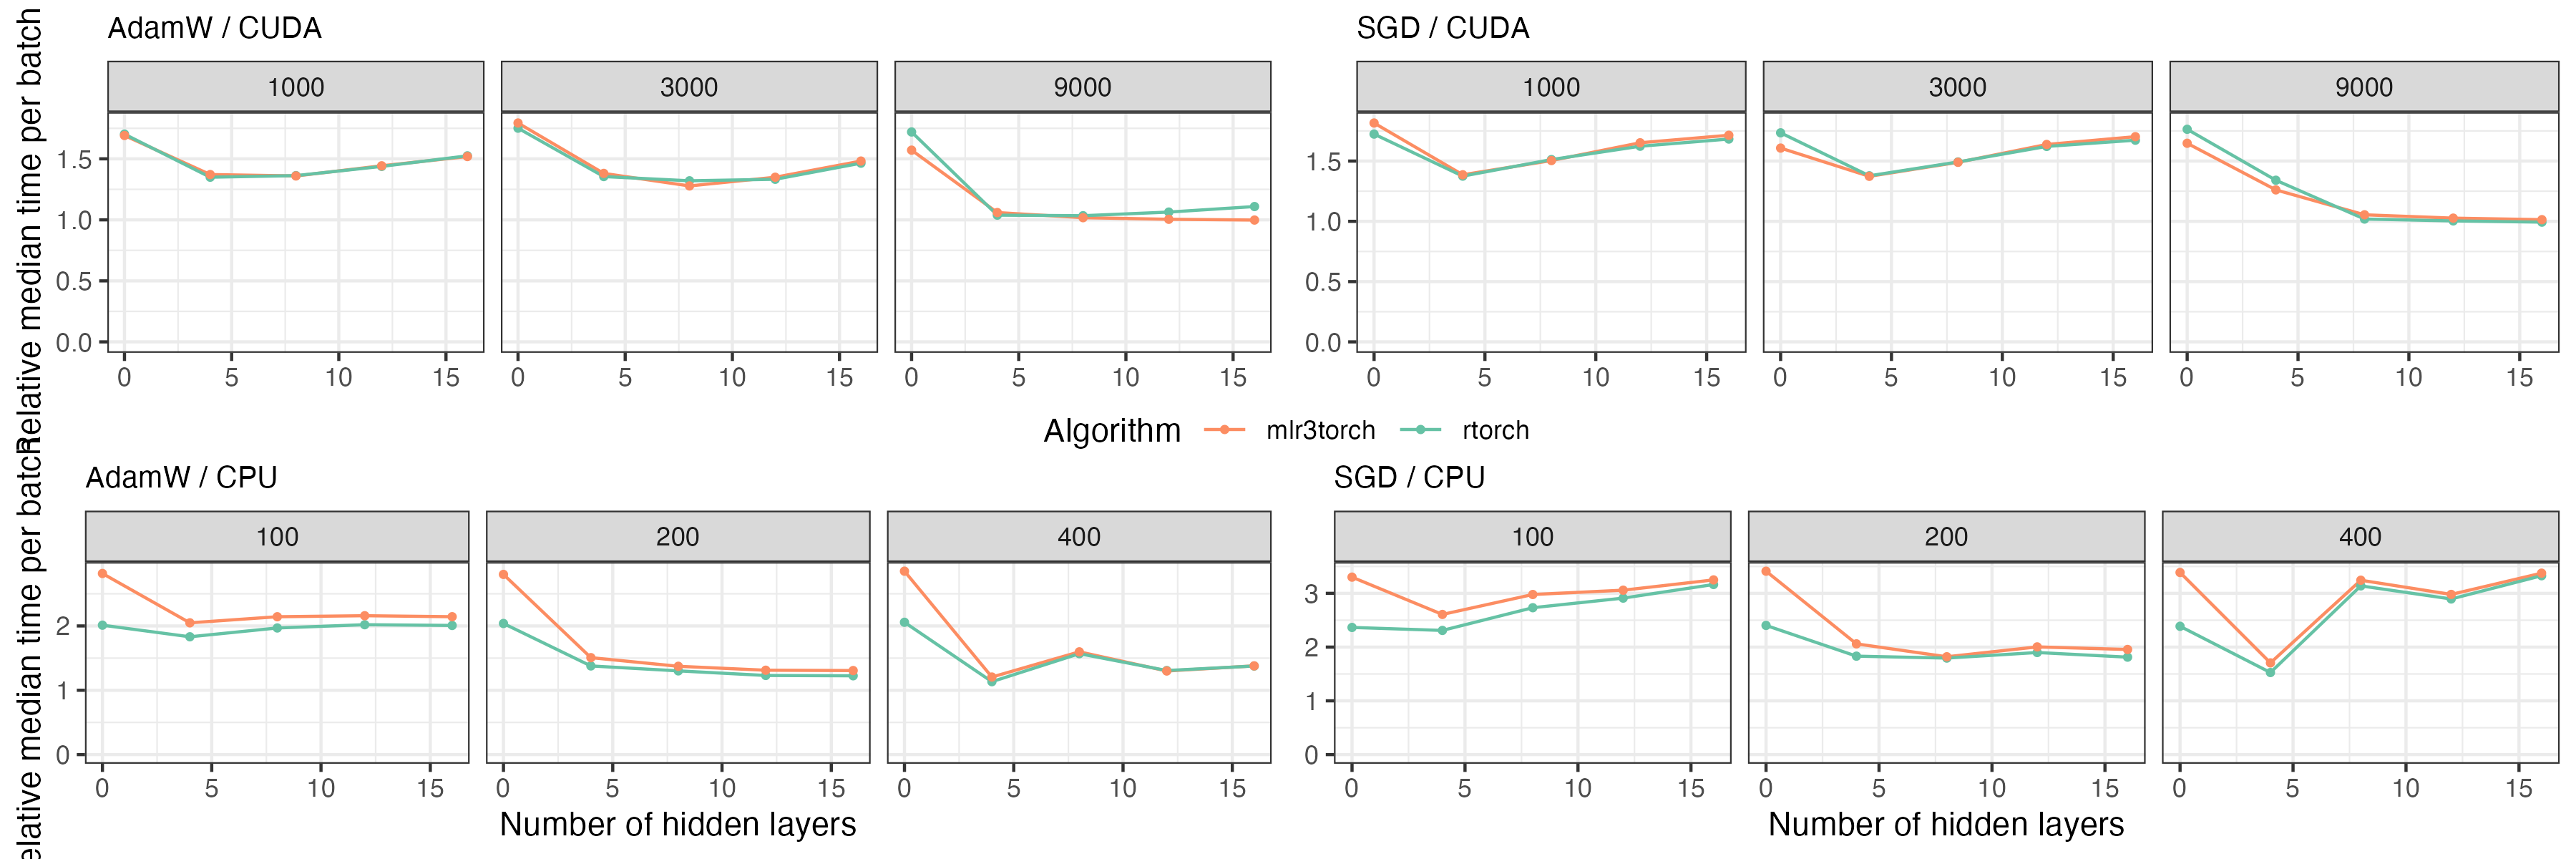 AdamW / CUDA
1000 3000 9000
Relative median time per batch
1.5
1.0
0.5
0.0
0 5 10 15 0 5 10 15 0 5 10 15
SGD / CUDA
1000 3000 9000
1.5
1.0
0.5
0.0
0 5 10 15 0 5 10 15 0 5 10 15
Algorithm mlr3torch rtorch
AdamW / CPU
100 200 400
elative median time per batch
2
1
0
0 5 10 15 0 5 10 15 0 5 10 15
Number of hidden layers
SGD / CPU
100 200 400
3
2
1
0
0 5 10 15 0 5 10 15 0 5 10 15
Number of hidden layers